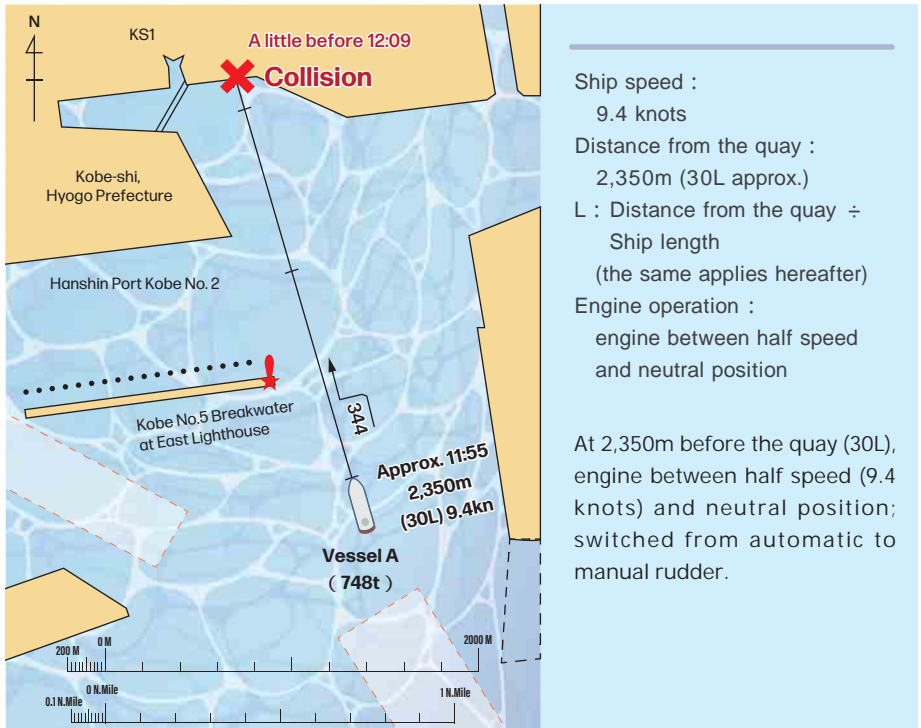 N
KS1
A little before 12:09
Collision
Kobe-shi,
Hyogo Prefecture
Hanshin Port Kobe No. 2
Kobe No.5 Breakwater
at East Lighthouse
344
Approx. 11:55
2,350m
(30L) 9.4kn
Vessel A
( 748t )
200 M 0 M 2000 M
0.1 N.Mile 0 N.Mile 1 N.Mile
Ship speed :
9.4 knots
Distance from the quay :
2,350m (30L approx.)
L : Distance from the quay ÷
Ship length
(the same applies hereafter)
Engine operation :
engine between half speed
and neutral position
At 2,350m before the quay (30L),
engine between half speed (9.4
knots) and neutral position;
switched from automatic to
manual rudder.